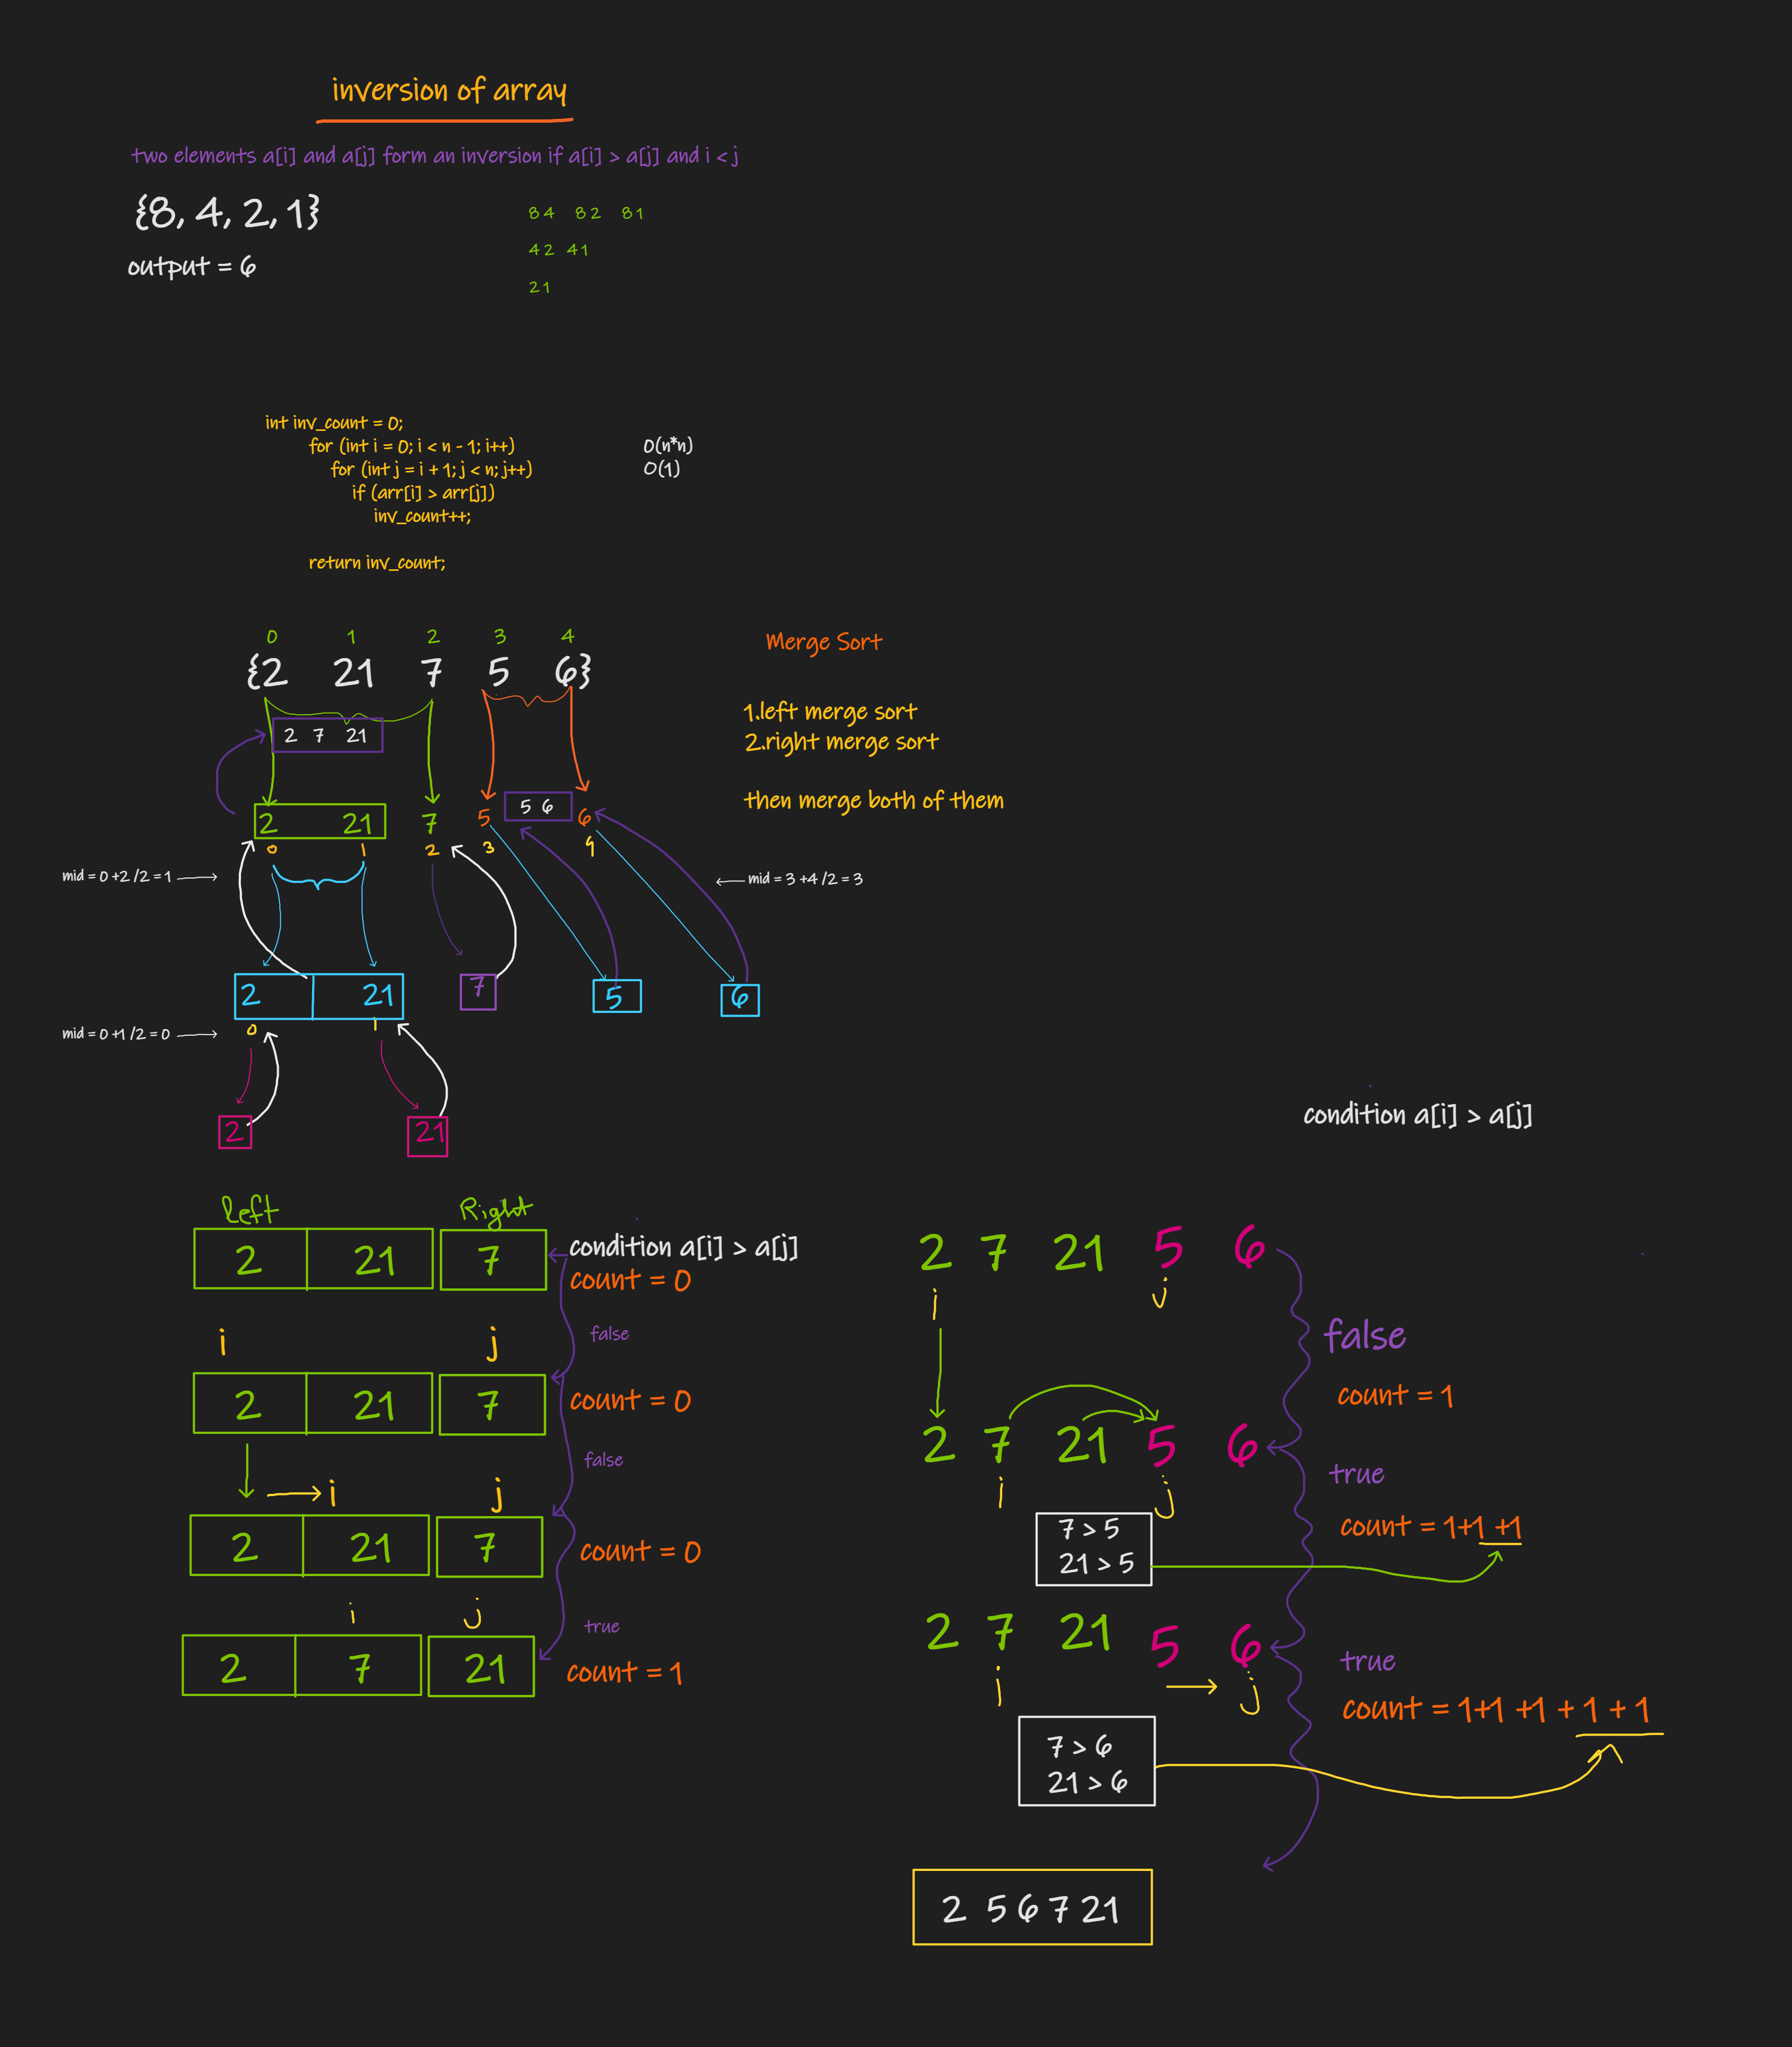 inversion of array
two elements a[i] and a[j] form an inversion if a[i] > a[j] and i < j
{8, 4, 2, 1}
84 82 81
42 41
output = 6
21
int inv_count = 0;
for (int i = 0; i < n - 1; i++)
O(n*n)
for (int j = i + 1; j < n; j++)
O(1)
if (arr[i] > arr[j])
inv_count++;
return inv_count;
0 1 2 3 4
{2 21 7 5 6}
Merge Sort
1.left merge sort
2.right merge sort
then merge both of them
2 7 21
5 6
2 21 7 5 6
0 1 2 3 4
mid = 0 +2 /2 = 1
mid = 3 +4 /2 = 3
2 21 7 5 6
0 1
mid = 0 +1 /2 = 0
2 21
Left Right
2 21 7
condition a[i] > a[j]
count = 0
false
i j
2 21 7
count = 0
false
i j
2 21 7
count = 0
true
i j
2 7 21
count = 1
condition a[i] > a[j]
2 7 21 5 6
i j
false
count = 1
2 7 21 5 6
i j
true
count = 1+1 +1
7 > 5
21 > 5
2 7 21 5 6
i j
true
count = 1+1 +1 + 1 + 1
7 > 6
21 > 6
2 5 6 7 21